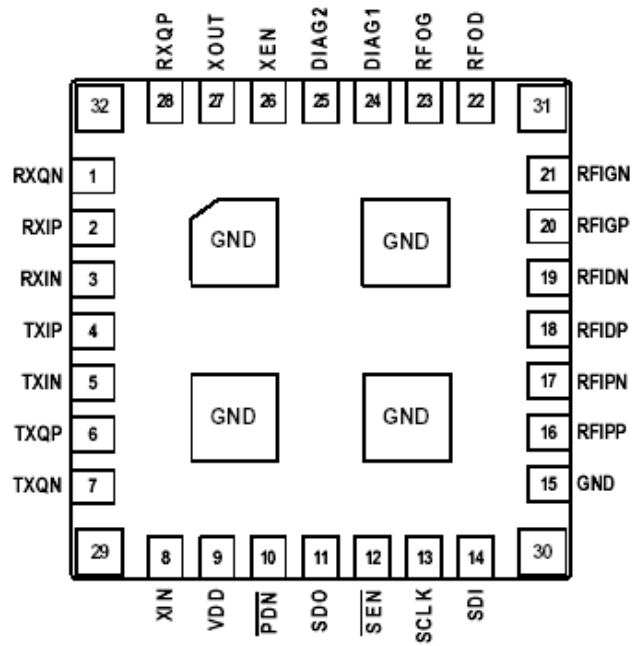 RXQP XOUT XEN DIAG2 DIAG1 RFOG RFOD
32 28 27 26 25 24 23 22 31
RXQN 1 21 RFIGN
RXIP 2 20 RFIGP
GND GND
RXIN 3 19 RFIDN
TXIP 4 18 RFIDP
TXIN 5 17 RFIPN
GND GND
TXQP 6 16 RFIPP
TXQN 7 15 GND
29 8 9 10 11 12 13 14 30
XIN VDD PDN SDO SEN SCLK SDI